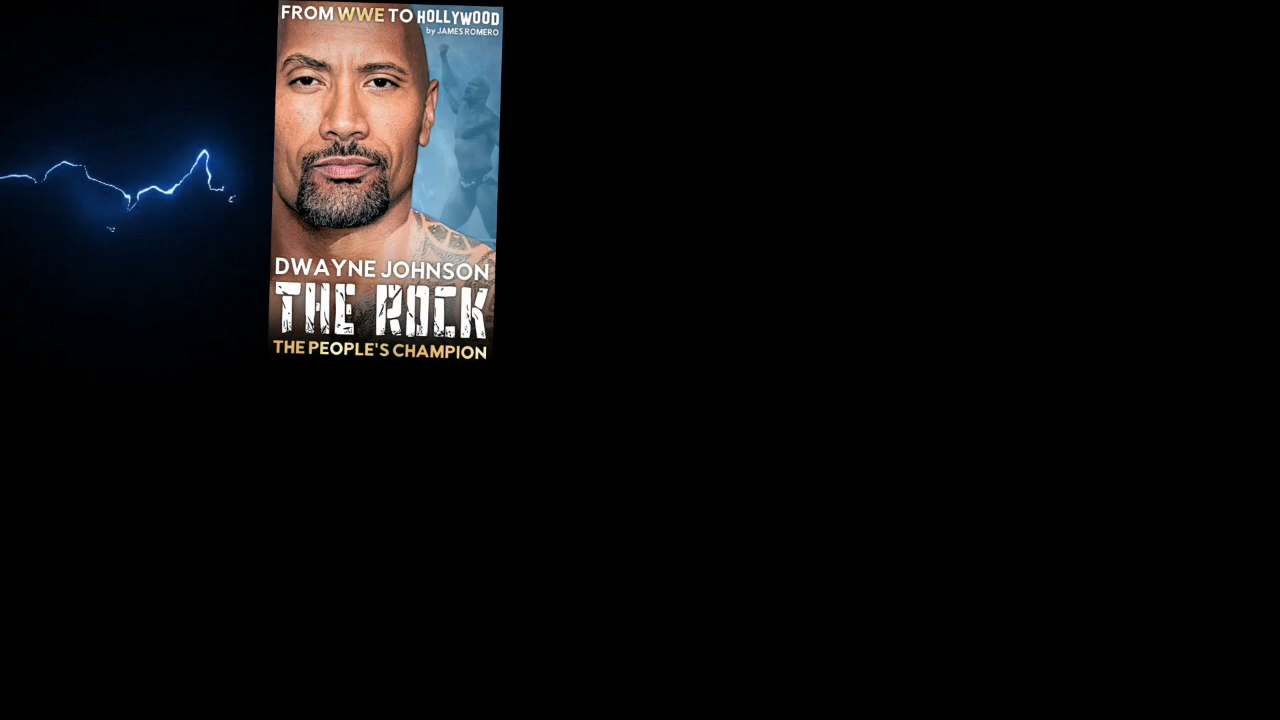 FROM WWE TO HOLLYWOOD
by JAMES ROMERO
DWAYNE JOHNSON
THE ROCK
THE PEOPLE'S CHAMPION